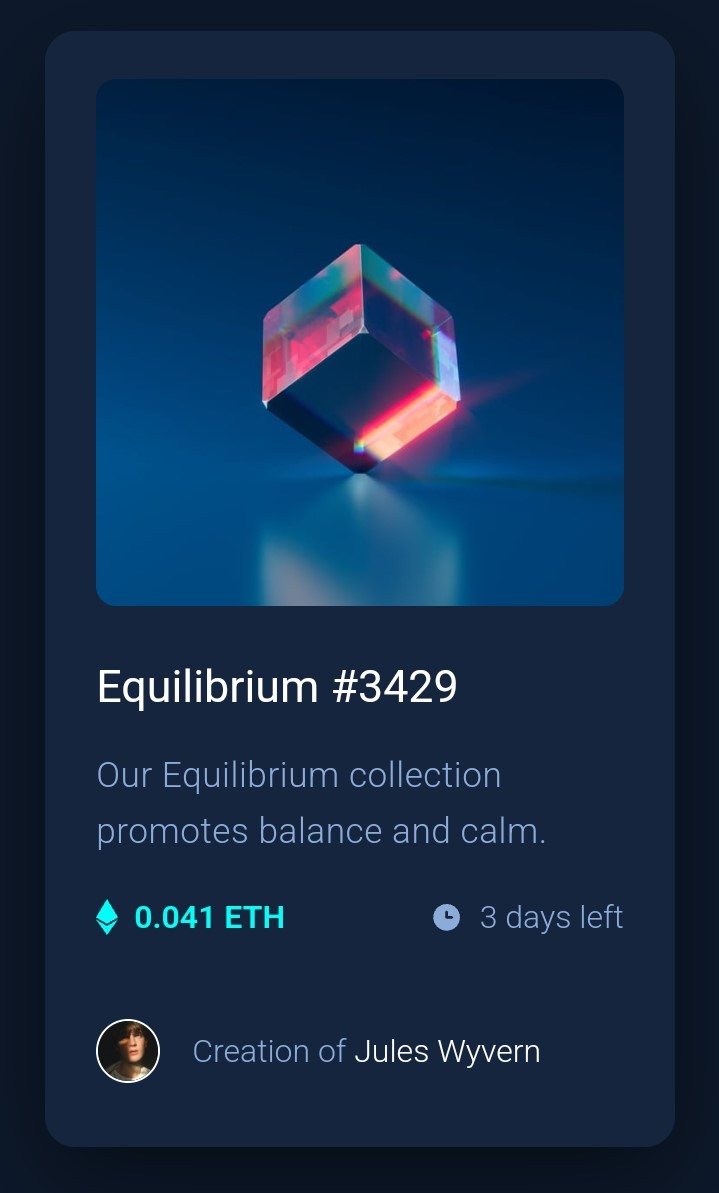 Equilibrium #3429
Our Equilibrium collection
promotes balance and calm.
0.041 ETH
3 days left
Creation of Jules Wyvern